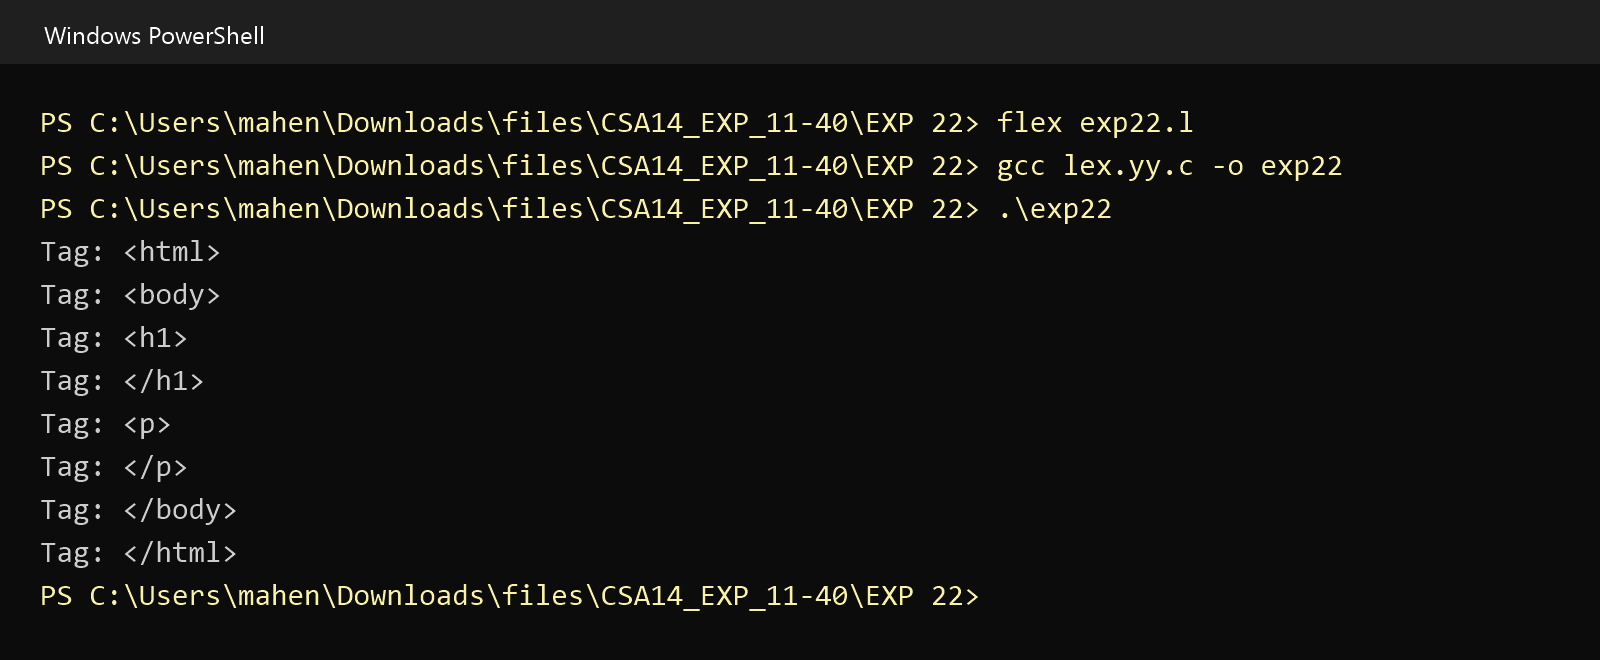 Windows PowerShell
PS C:\Users\mahen\Downloads\files\CSA14_EXP_11-40\EXP 22> flex exp22.l
PS C:\Users\mahen\Downloads\files\CSA14_EXP_11-40\EXP 22> gcc lex.yy.c -o exp22
PS C:\Users\mahen\Downloads\files\CSA14_EXP_11-40\EXP 22> .\exp22
Tag: <html>
Tag: <body>
Tag: <h1>
Tag: </h1>
Tag: <p>
Tag: </p>
Tag: </body>
Tag: </html>
PS C:\Users\mahen\Downloads\files\CSA14_EXP_11-40\EXP 22>